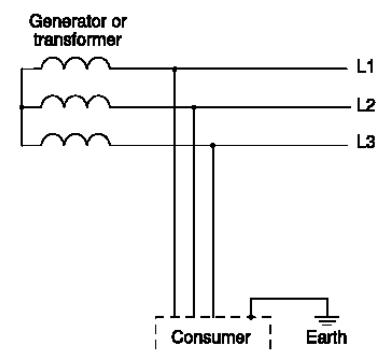 Generator or
transformer
L1
L2
L3
Consumer
Earth